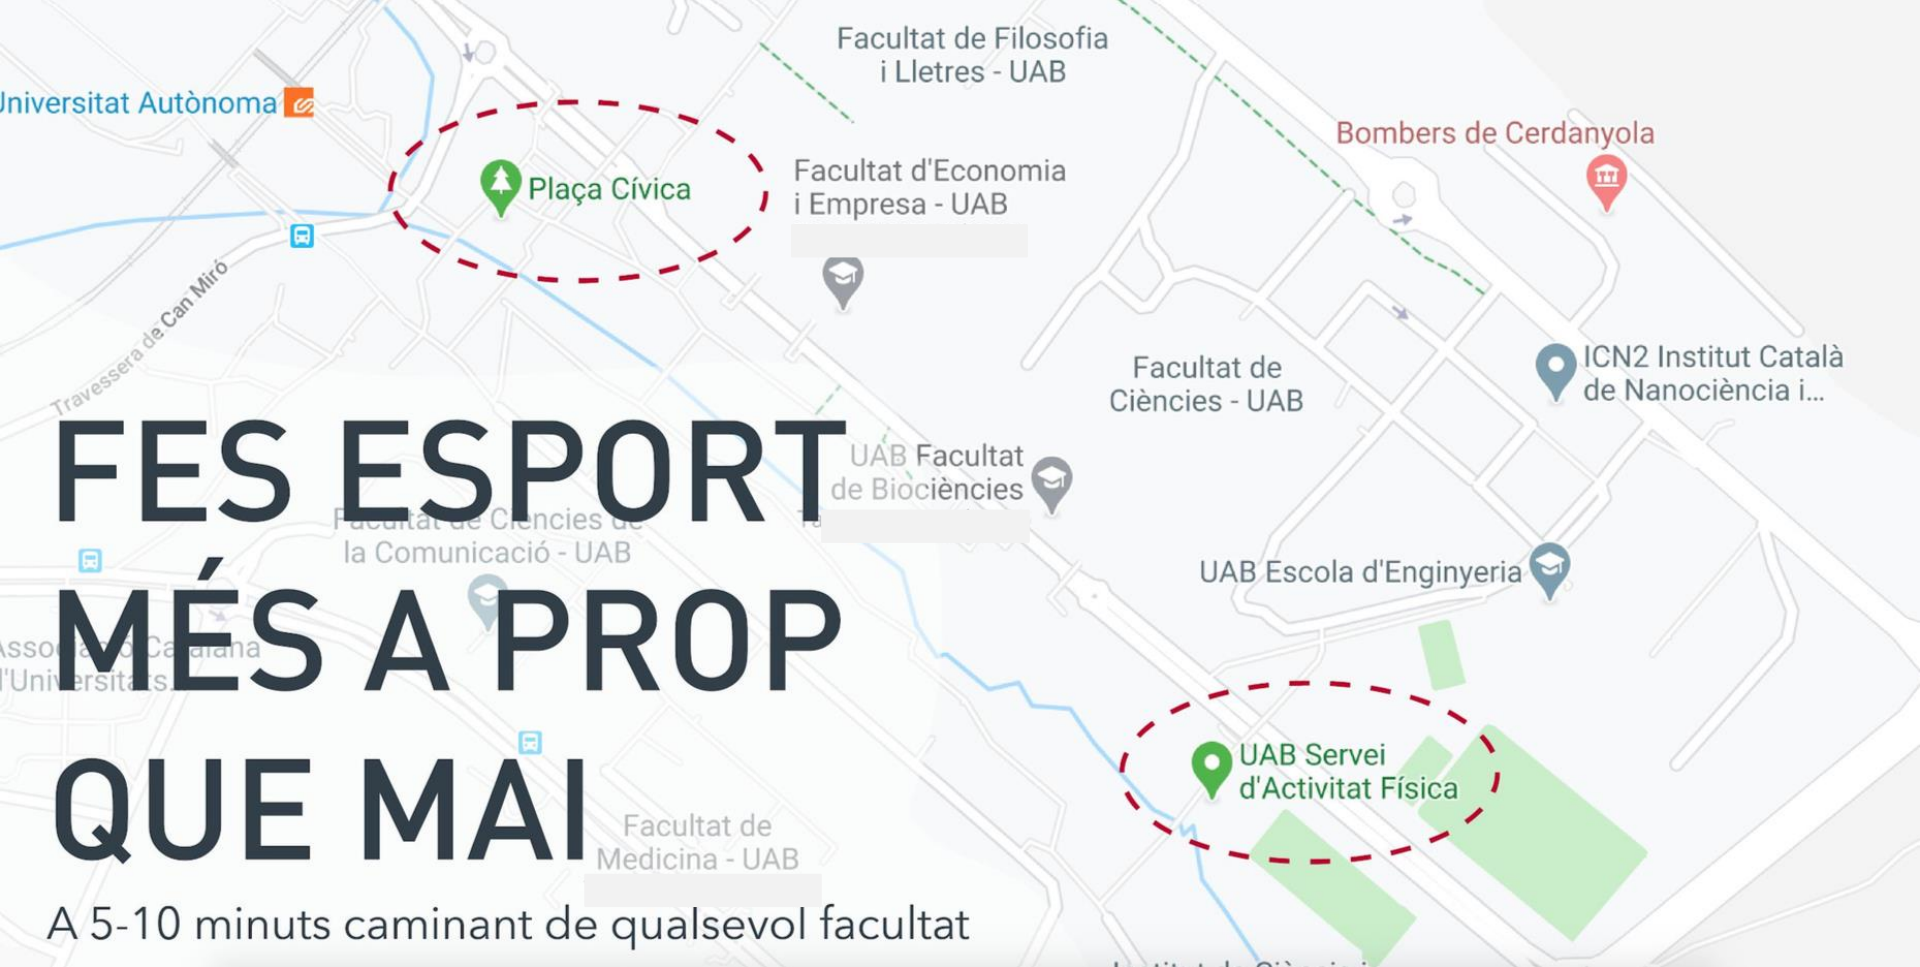 Facultat de Filosofia
i Lletres - UAB
Universitat Autònoma
Bombers de Cerdanyola
Plaça Cívica
Facultat d'Economia
i Empresa - UAB
Travessera de Can Miró
Facultat de
Ciències - UAB
ICN2 Institut Català
de Nanociència i...
FES ESPORT
MÉS A PROP
QUE MAI
UAB Facultat
de Biociències
Facultat de Ciències de
la Comunicació - UAB
UAB Escola d'Enginyeria
Associació Catalana
d'Universitats...
UAB Servei
d'Activitat Física
Facultat de
Medicina - UAB
A 5-10 minuts caminant de qualsevol facultat